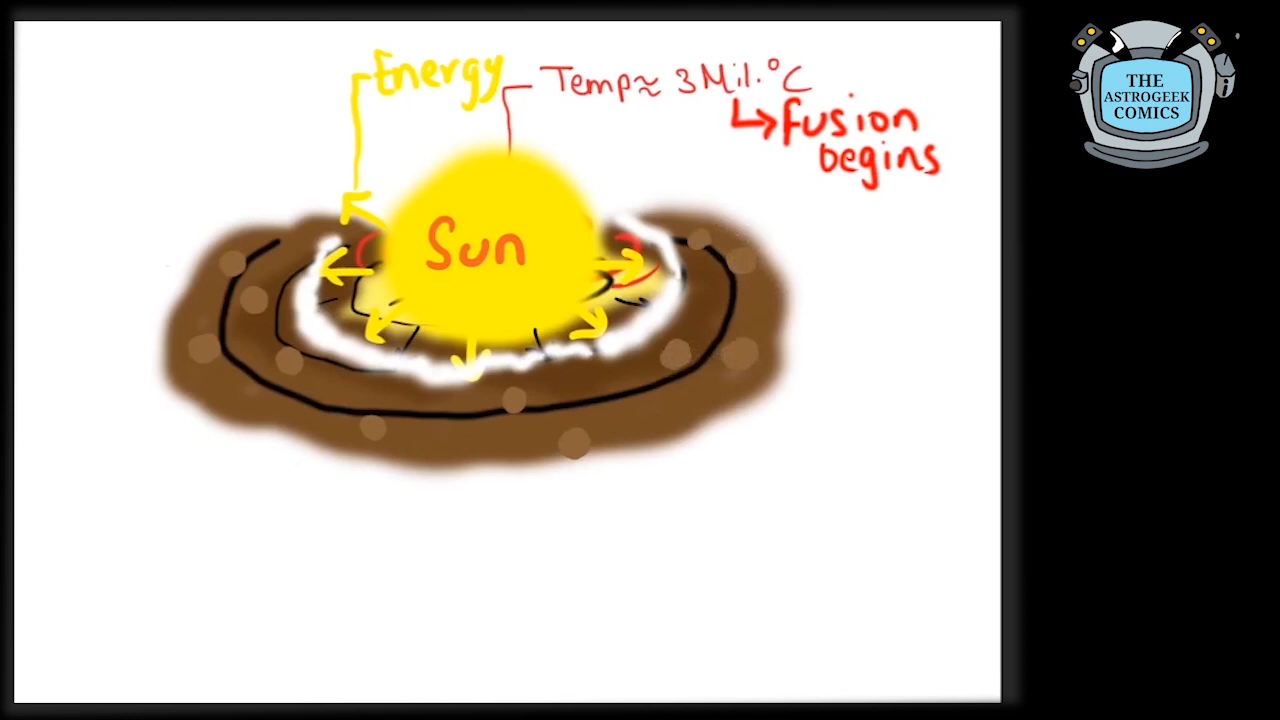 Energy
Temp≈ 3 Mil. °C
↳ fusion
begins
Sun
THE
ASTROGEEK
COMICS